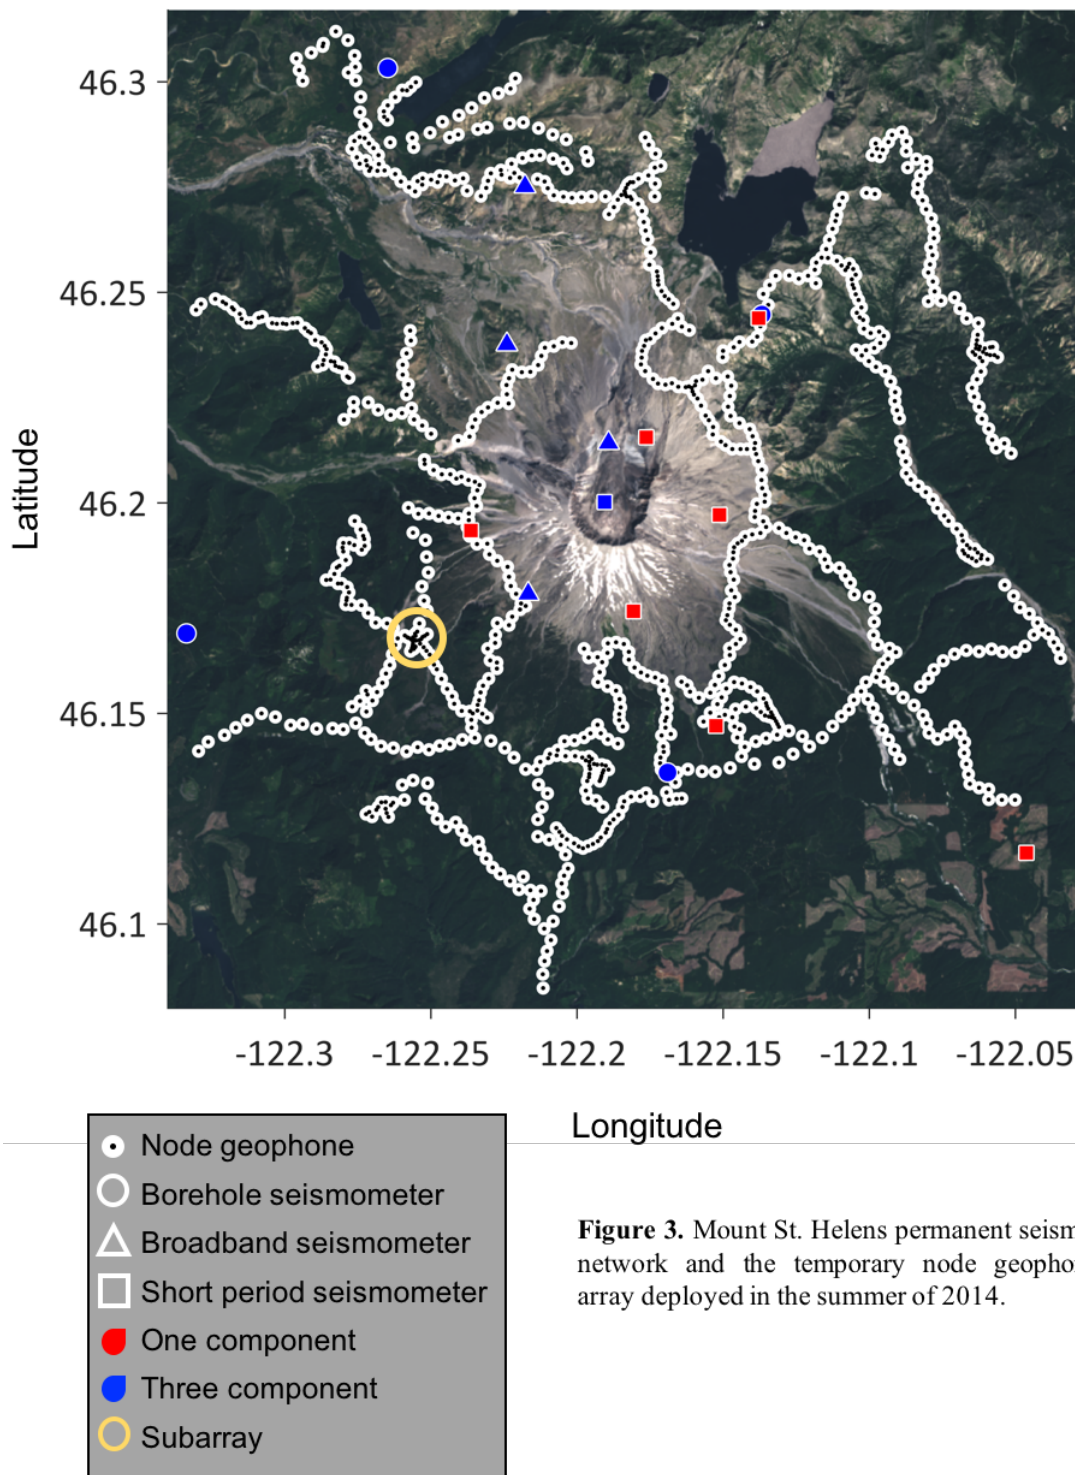 46.3
46.25
46.2
46.15
46.1
Latitude
-122.3 -122.25 -122.2 -122.15 -122.1 -122.05
Longitude
Node geophone
Borehole seismometer
Broadband seismometer
Short period seismometer
One component
Three component
Subarray
Figure 3. Mount St. Helens permanent seism
network and the temporary node geopho
array deployed in the summer of 2014.